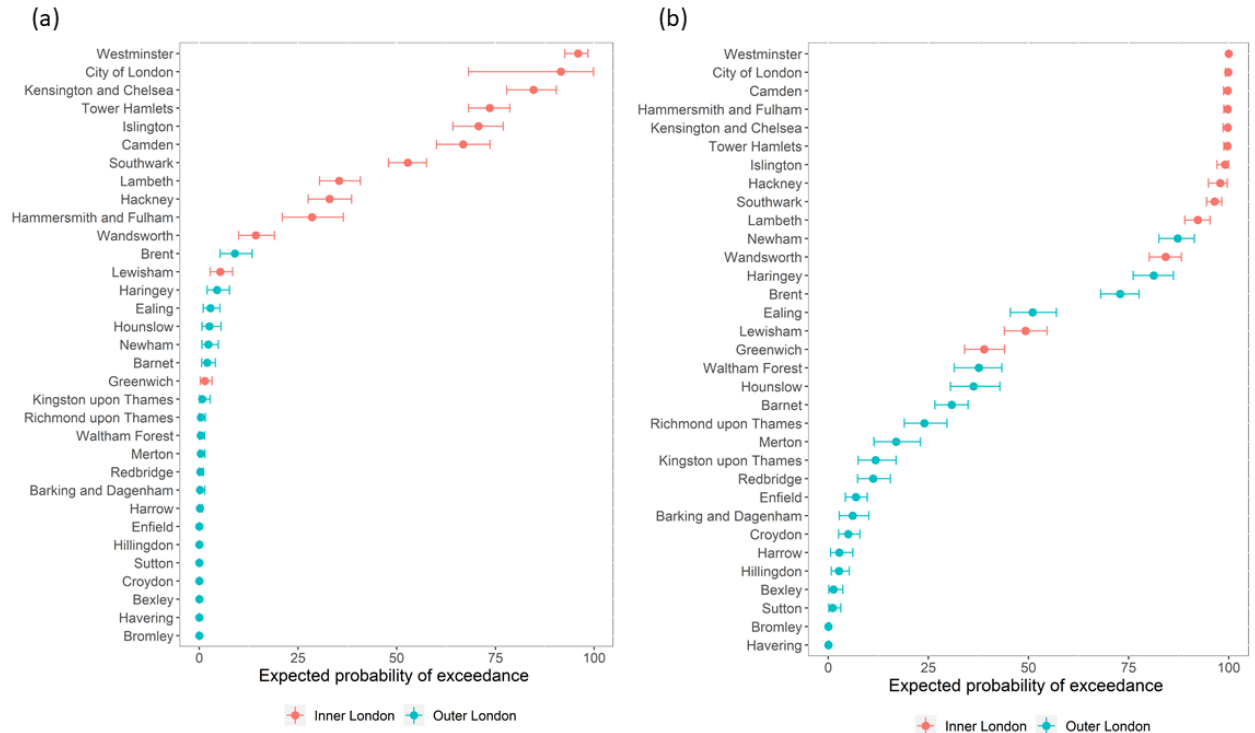 (a)
Westminster
City of London
Kensington and Chelsea
Tower Hamlets
Islington
Camden
Southwark
Lambeth
Hackney
Hammersmith and Fulham
Wandsworth
Brent
Lewisham
Haringey
Ealing
Hounslow
Newham
Barnet
Greenwich
Kingston upon Thames
Richmond upon Thames
Waltham Forest
Merton
Redbridge
Barking and Dagenham
Harrow
Enfield
Hillingdon
Sutton
Croydon
Bexley
Havering
Bromley
0 25 50 75 100
Expected probability of exceedance
Inner London Outer London
(b)
Westminster
City of London
Camden
Hammersmith and Fulham
Kensington and Chelsea
Tower Hamlets
Islington
Hackney
Southwark
Lambeth
Newham
Wandsworth
Haringey
Brent
Ealing
Lewisham
Greenwich
Waltham Forest
Hounslow
Barnet
Richmond upon Thames
Merton
Kingston upon Thames
Redbridge
Enfield
Barking and Dagenham
Croydon
Harrow
Hillingdon
Bexley
Sutton
Bromley
Havering
0 25 50 75 100
Expected probability of exceedance
Inner London Outer London